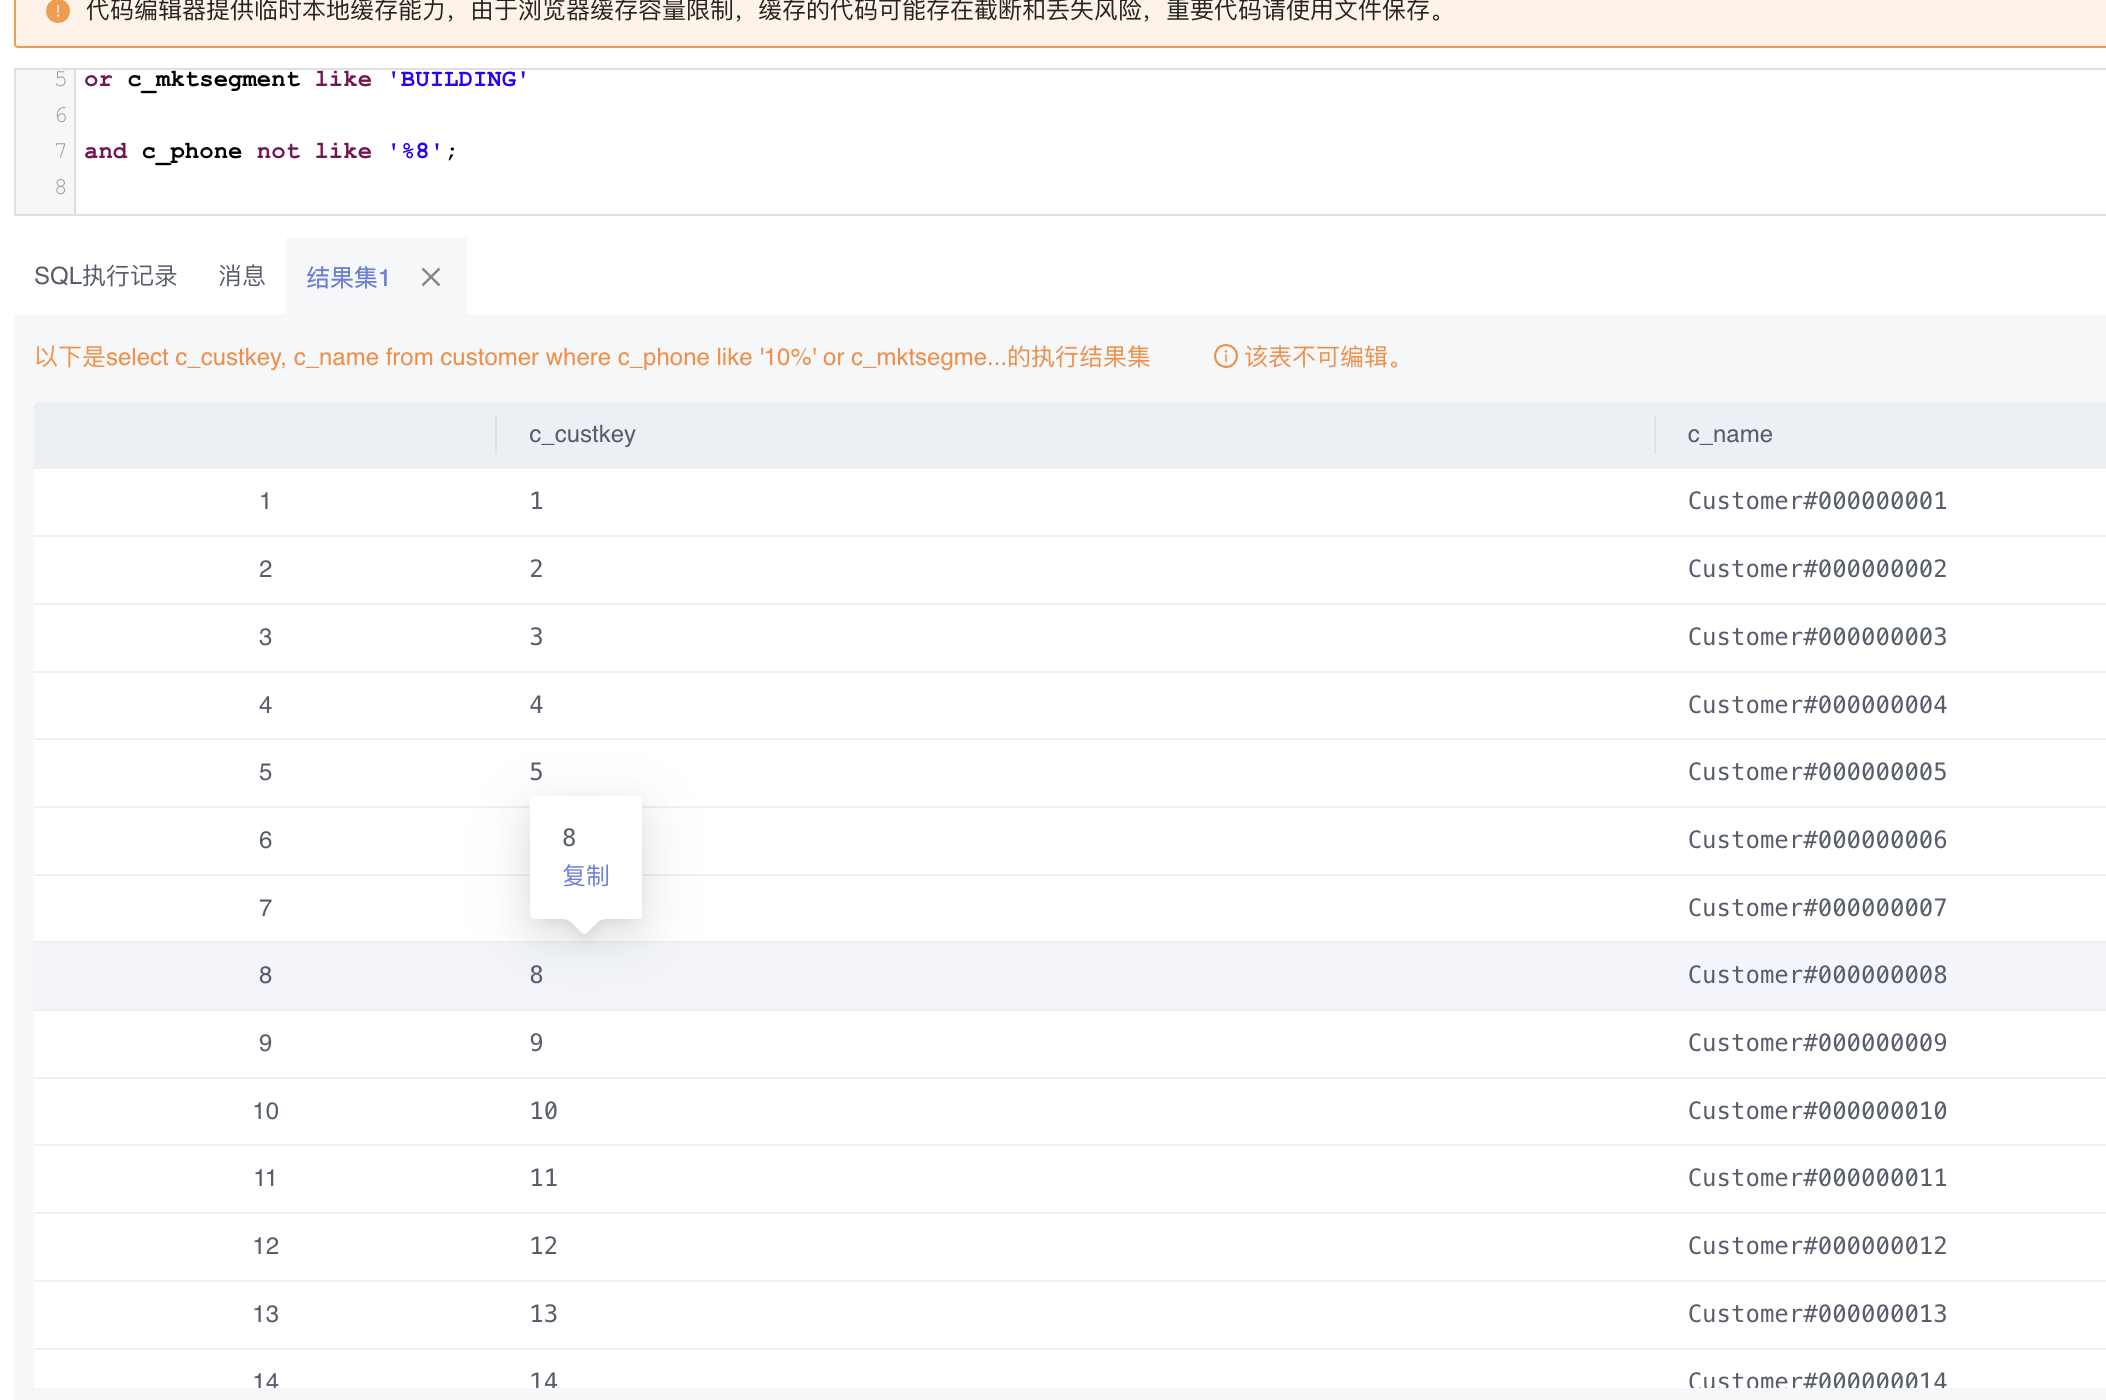 代码编辑器提供临时本地缓存能力，由于浏览器缓存容量限制，缓存的代码可能存在截断和丢失风险，重要代码请使用文件保存。
5 or c_mktsegment like 'BUILDING'
6
7 and c_phone not like '%8';
8
SQL执行记录 消息 结果集1
以下是select c_custkey, c_name from customer where c_phone like '10%' or c_mktsegme...的执行结果集 该表不可编辑。
c_custkey c_name
1 1 Customer#000000001
2 2 Customer#000000002
3 3 Customer#000000003
4 4 Customer#000000004
5 5 Customer#000000005
6 Customer#000000006
8
复制
7 Customer#000000007
8 8 Customer#000000008
9 9 Customer#000000009
10 10 Customer#000000010
11 11 Customer#000000011
12 12 Customer#000000012
13 13 Customer#000000013
14 14 Customer#000000014